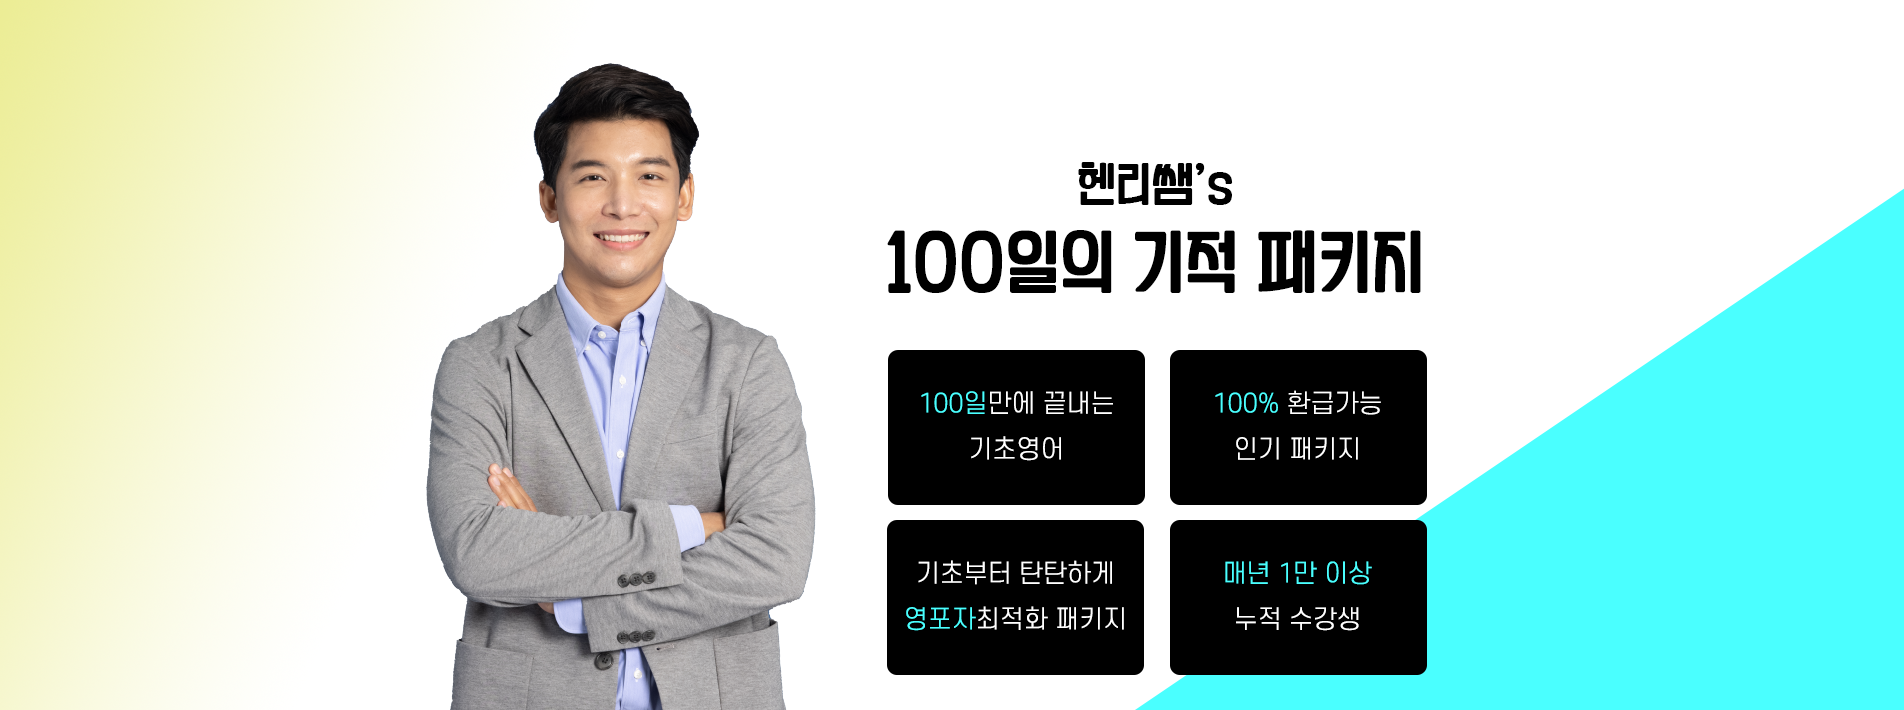 헨리쌤's
100일의 기적 패키지
100일만에 끝내는
기초영어
100% 환급가능
인기 패키지
기초부터 탄탄하게
영포자최적화 패키지
매년 1만 이상
누적 수강생